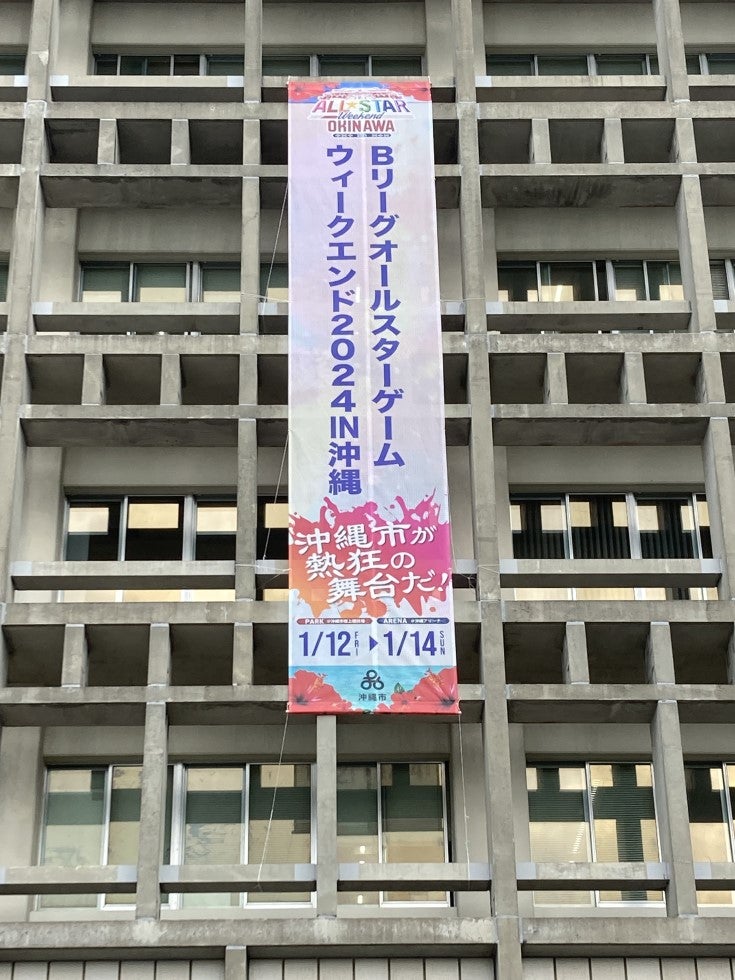 ALL★STAR
Weekend
OKINAWA
Bリーグオールスターゲーム
ウィークエンド2024IN沖縄
沖縄市が
熱狂の
舞台だ!
PARK
ARENA
1/12 FRI ▶ 1/14 SUN
沖縄市